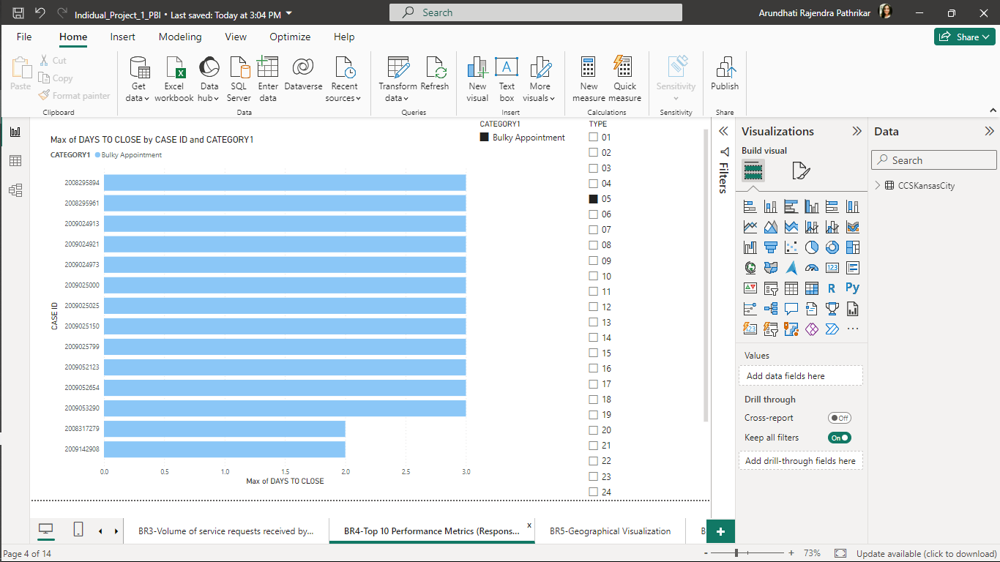 Indidual_Project_1_PBI • Last saved: Today at 3:04 PM
Search
Arundhati Rajendra Pathrikar
File Home Insert Modeling View Optimize Help
Share
Paste
Cut
Copy
Format painter
Clipboard
Get data
Excel workbook
Data hub
SQL Server
Enter data
Dataverse
Recent sources
Data
Transform data
Refresh
Queries
New visual
Text box
More visuals
Insert
New measure
Quick measure
Calculations
Sensitivity
Sensitivity
Publish
Share
Max of DAYS TO CLOSE by CASE ID and CATEGORY1
CATEGORY1 Bulky Appointment
CASE ID
2008295894
2008295961
2009024913
2009024921
2009024973
2009025000
2009025025
2009025150
2009025799
2009052123
2009052654
2009053290
2008317279
2009142908
0.0 0.5 1.0 1.5 2.0 2.5 3.0
Max of DAYS TO CLOSE
CATEGORY1
Bulky Appointment
TYPE
01
02
03
04
05
06
07
08
09
10
11
12
13
14
15
16
17
18
19
20
21
22
23
24
Filters
Visualizations
Build visual
123
R
Py
123
Values
Add data fields here
Drill through
Cross-report Off
Keep all filters On
Add drill-through fields here
Data
Search
CCSKansasCity
BR3-Volume of service requests received by...
BR4-Top 10 Performance Metrics (Respons... x
BR5-Geographical Visualization
B
+
Page 4 of 14
- + 73%
Update available (click to download)